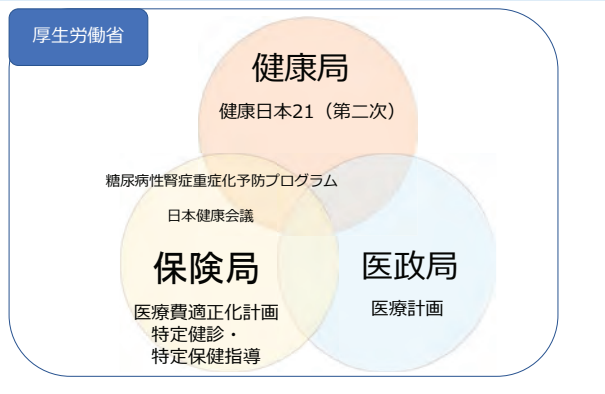 厚生労働省
健康局
健康日本21（第二次）
糖尿病性腎症重症化予防プログラム
日本健康会議
保険局
医療費適正化計画
特定健診・
特定保健指導
医政局
医療計画